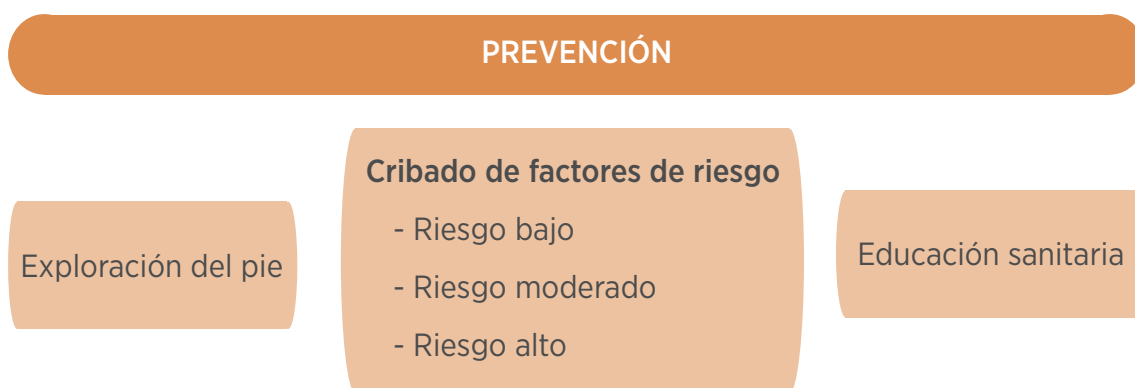 PREVENCIÓN
Exploración del pie
Cribado de factores de riesgo
- Riesgo bajo
- Riesgo moderado
- Riesgo alto
Educación sanitaria